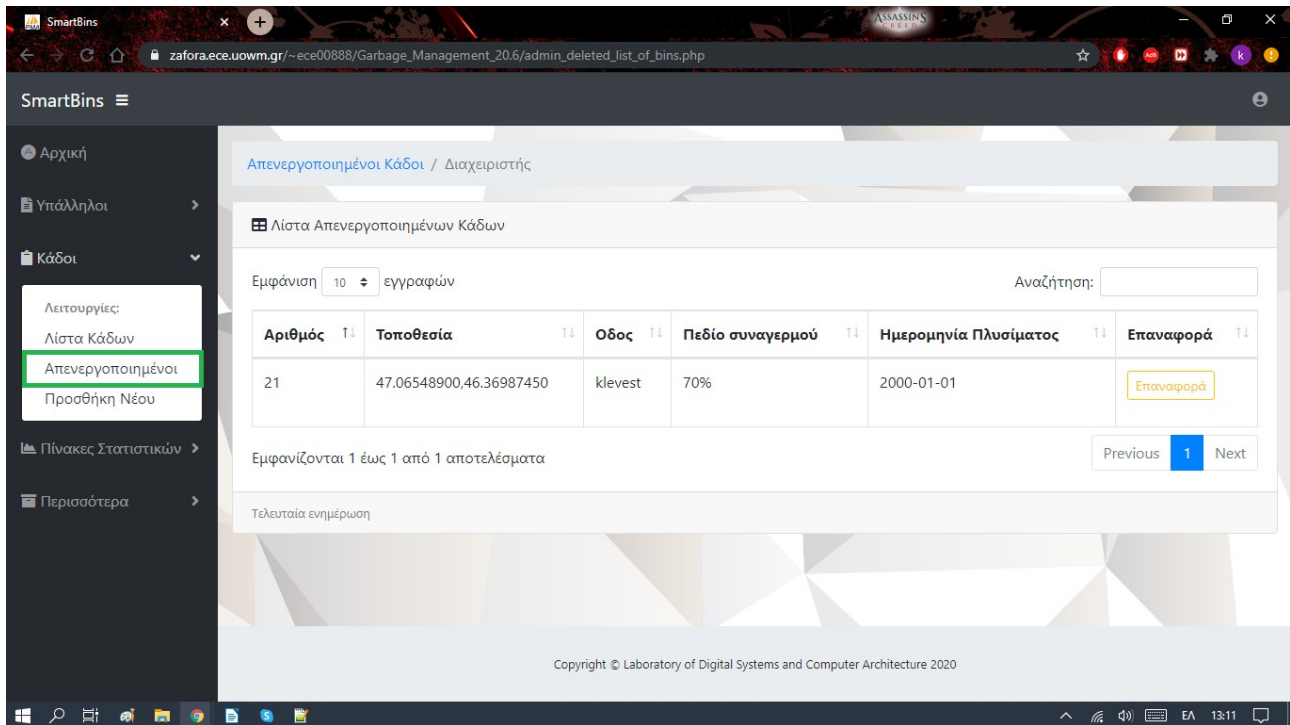 SmartBins
ASSASSIN'S
CREED
zafora.ece.uowm.gr/~ece00888/Garbage_Management_20.6/admin_deleted_list_of_bins.php
SmartBins
Αρχική
Υπάλληλοι
Κάδοι
Λειτουργίες:
Λίστα Κάδων
Απενεργοποιημένοι
Προσθήκη Νέου
Πίνακες Στατιστικών
Περισσότερα
Απενεργοποιημένοι Κάδοι / Διαχειριστής
Λίστα Απενεργοποιημένων Κάδων
Εμφάνιση 10 εγγραφών
Αναζήτηση:
Αριθμός Τοποθεσία Οδος Πεδίο συναγερμού Ημερομηνία Πλυσίματος Επαναφορά
21 47.06548900,46.36987450 klevest 70% 2000-01-01 Επαναφορά
Εμφανίζονται 1 έως 1 από 1 αποτελέσματα
Previous 1 Next
Τελευταία ενημέρωση
Copyright © Laboratory of Digital Systems and Computer Architecture 2020
ΕΛ 13:11